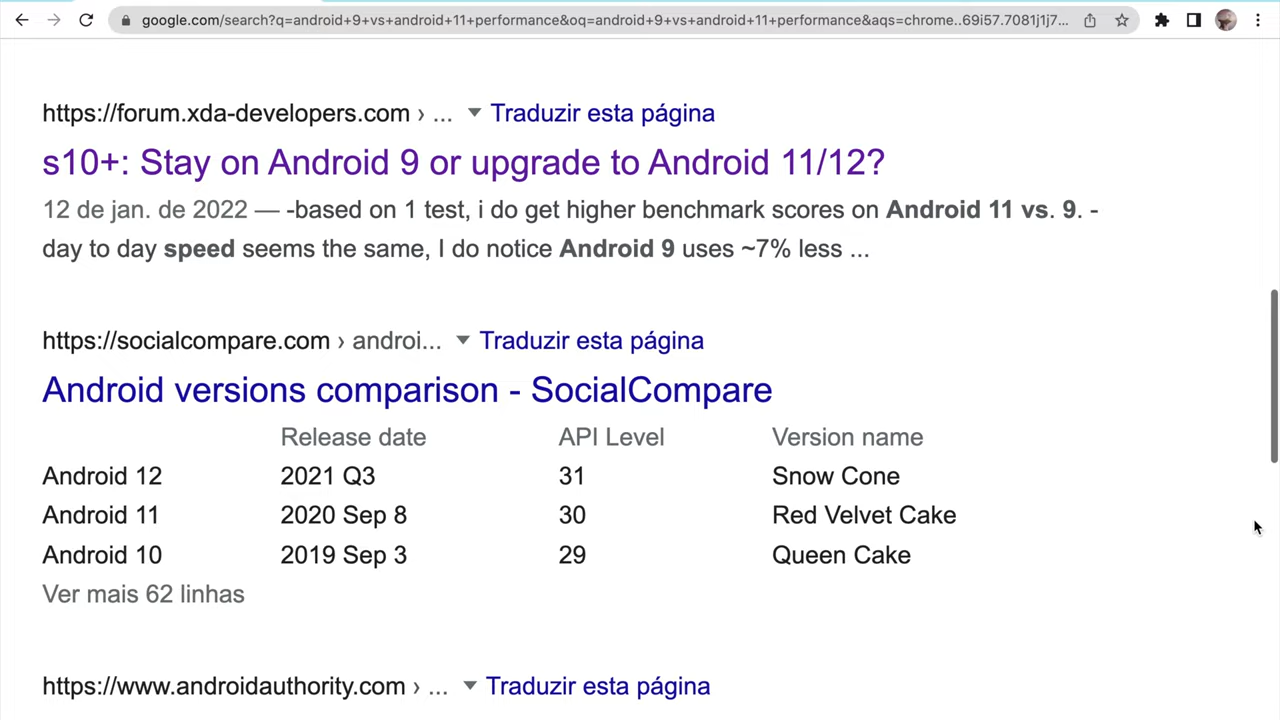 google.com/search?q=android+9+vs+android+11+performance&oq=android+9+vs+android+11+performance&aqs=chrome..69i57.7081j1j7...
https://forum.xda-developers.com › ... Traduzir esta página
s10+: Stay on Android 9 or upgrade to Android 11/12?
12 de jan. de 2022 — -based on 1 test, i do get higher benchmark scores on Android 11 vs. 9. -
day to day speed seems the same, I do notice Android 9 uses ~7% less ...
https://socialcompare.com › androi... Traduzir esta página
Android versions comparison - SocialCompare
Release date API Level Version name
Android 12 2021 Q3 31 Snow Cone
Android 11 2020 Sep 8 30 Red Velvet Cake
Android 10 2019 Sep 3 29 Queen Cake
Ver mais 62 linhas
https://www.androidauthority.com › ... Traduzir esta página